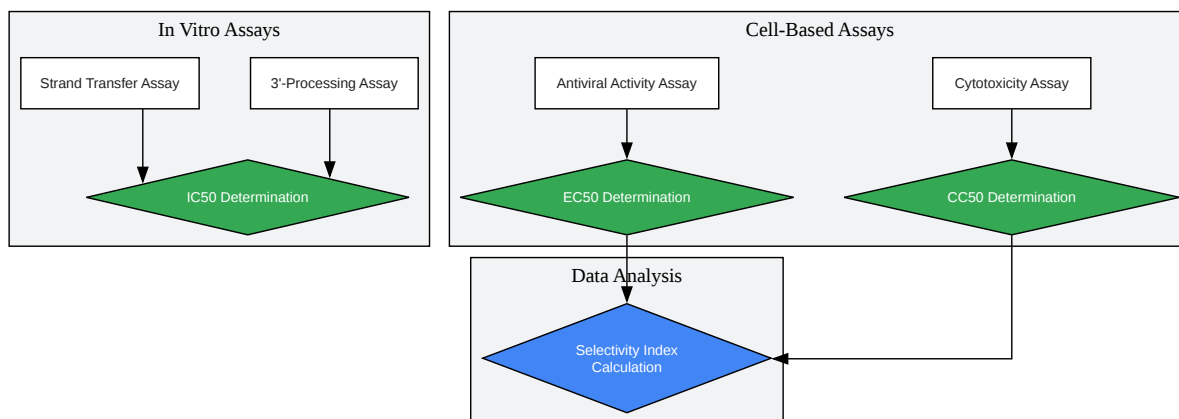 In Vitro Assays
Cell-Based Assays
Strand Transfer Assay
3'-Processing Assay
Antiviral Activity Assay
Cytotoxicity Assay
IC50 Determination
EC50 Determination
CC50 Determination
Data Analysis
Selectivity Index
Calculation